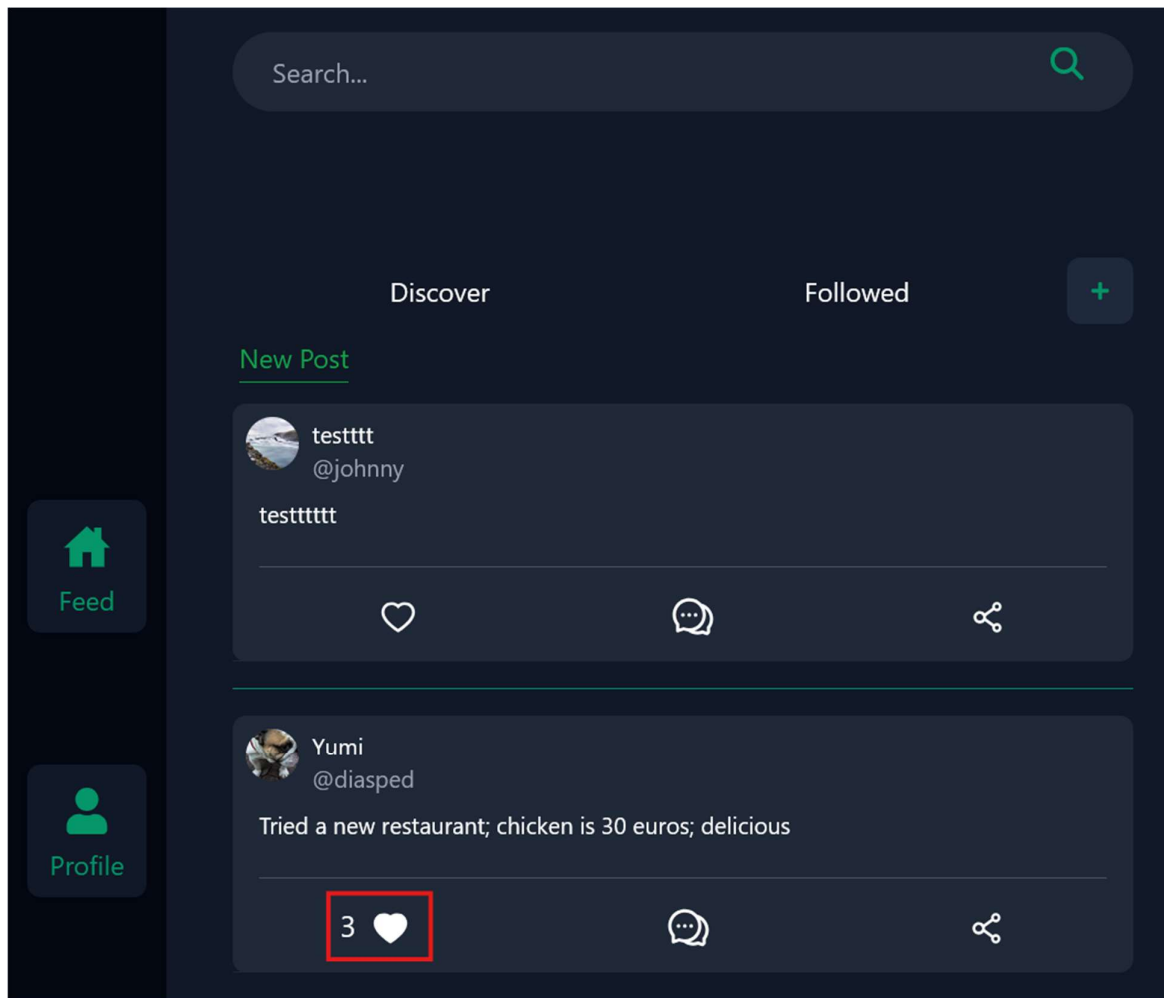 Search...
Discover
Followed
+
New Post
testttt
@johnny
testttttt
Feed
Yumi
@diasped
Tried a new restaurant; chicken is 30 euros; delicious
Profile
3